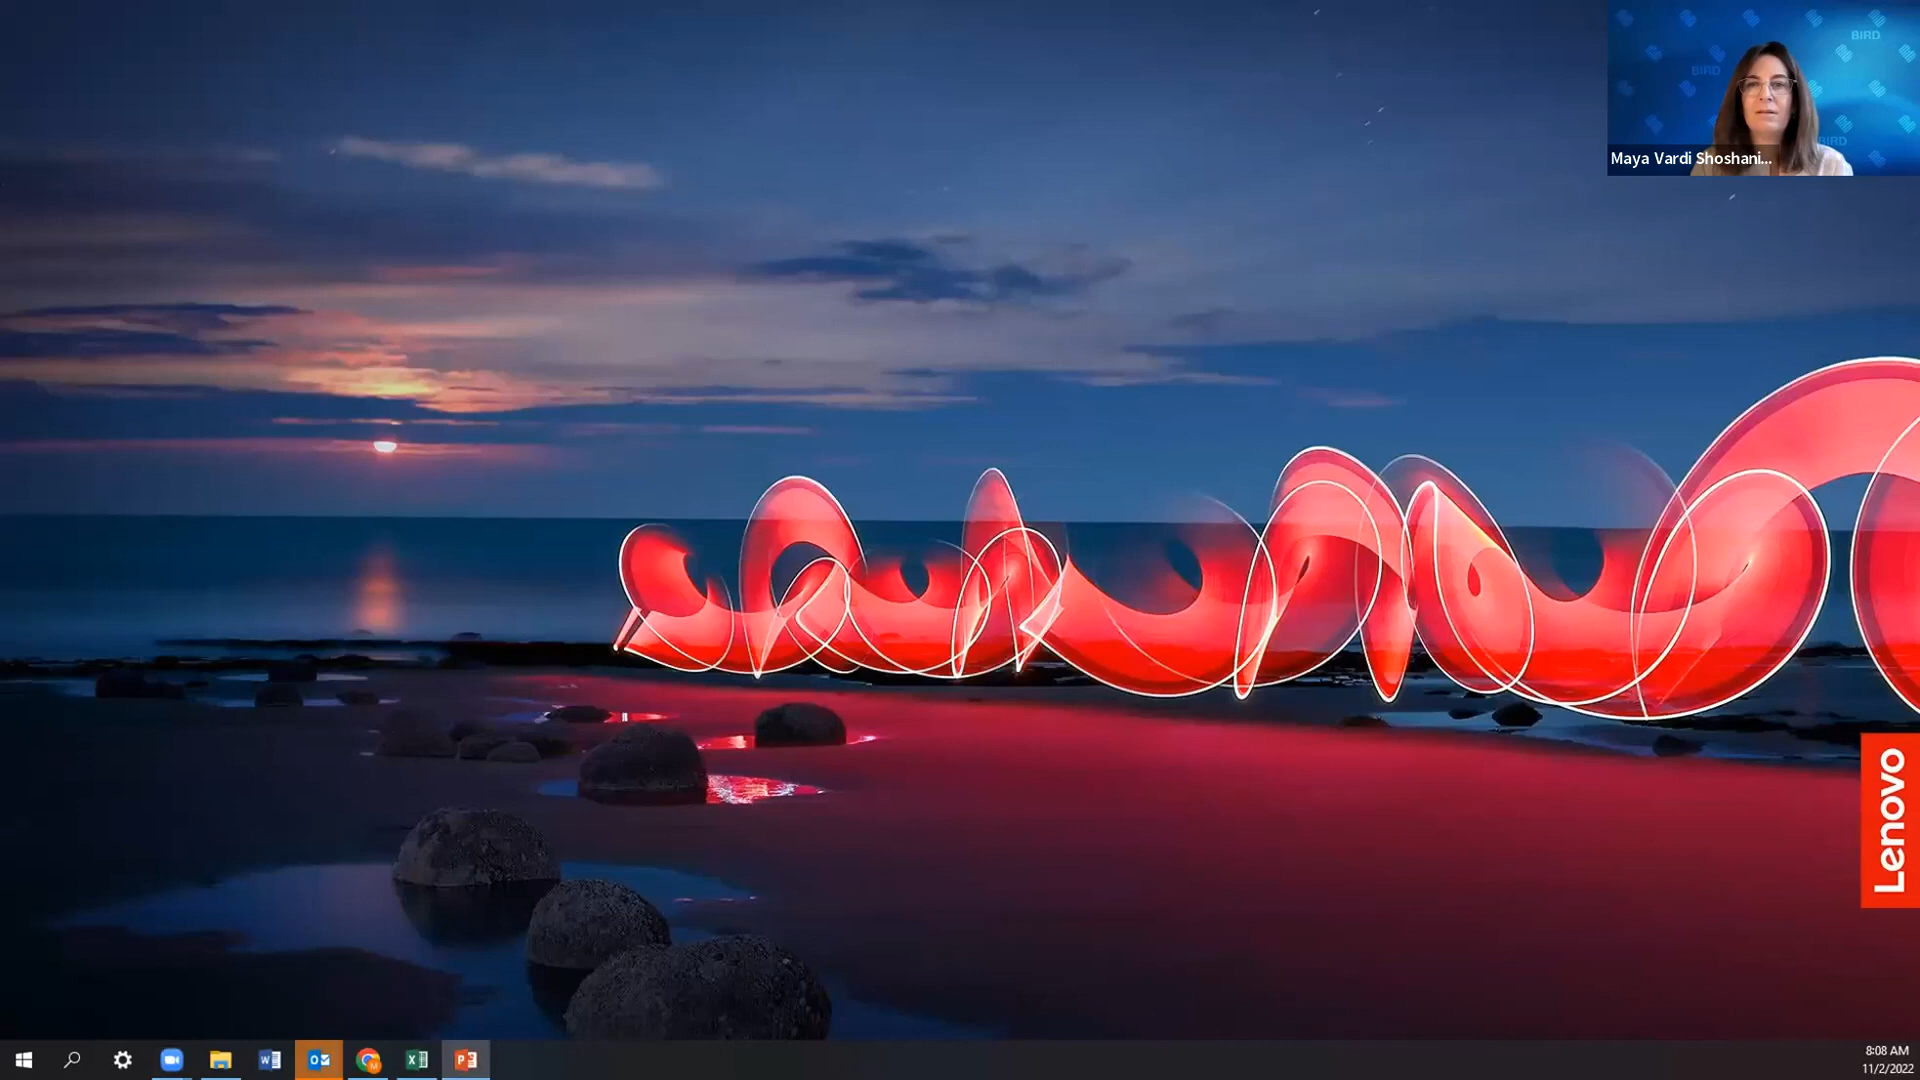 BIRD
BIRD
BIRD
Maya Vardi Shoshani...
Lenovo
8:08 AM
11/2/2022